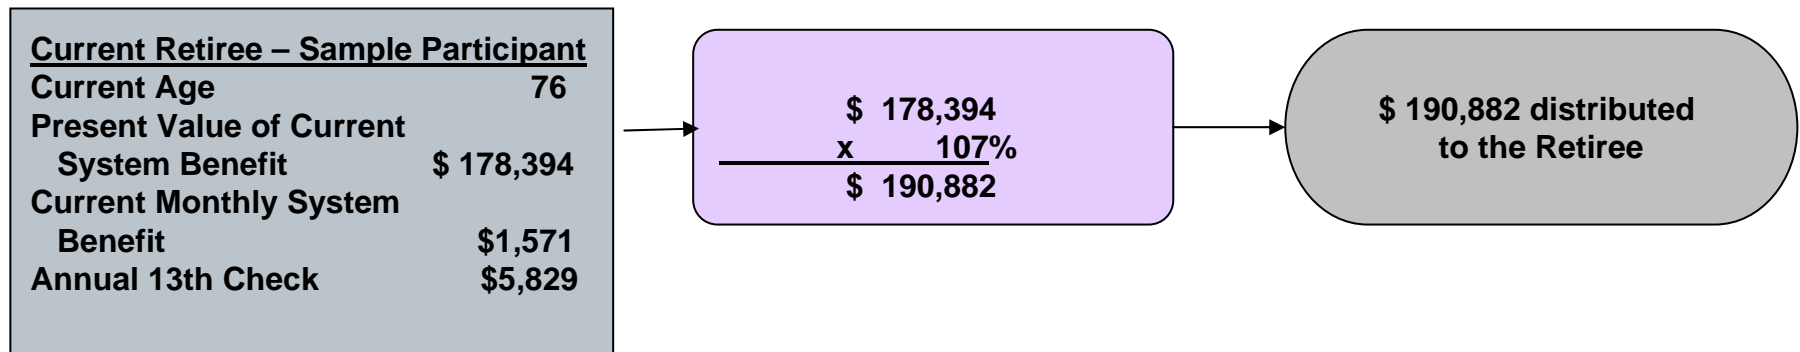 Current Retiree – Sample Participant
Current Age 76
Present Value of Current
System Benefit $ 178,394
Current Monthly System
Benefit $1,571
Annual 13th Check $5,829
$ 178,394
x 107%
$ 190,882
$ 190,882 distributed
to the Retiree